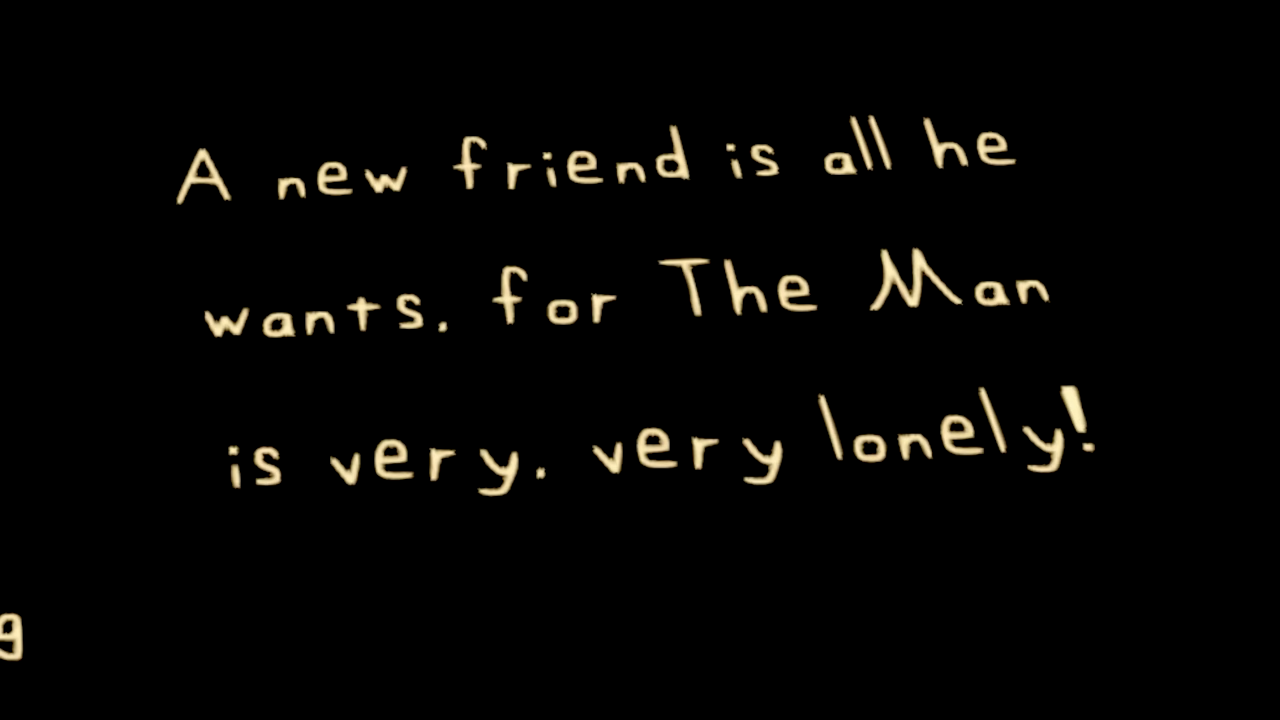 A new friend is all he
wants. for The Man
is very. very lonely!
g